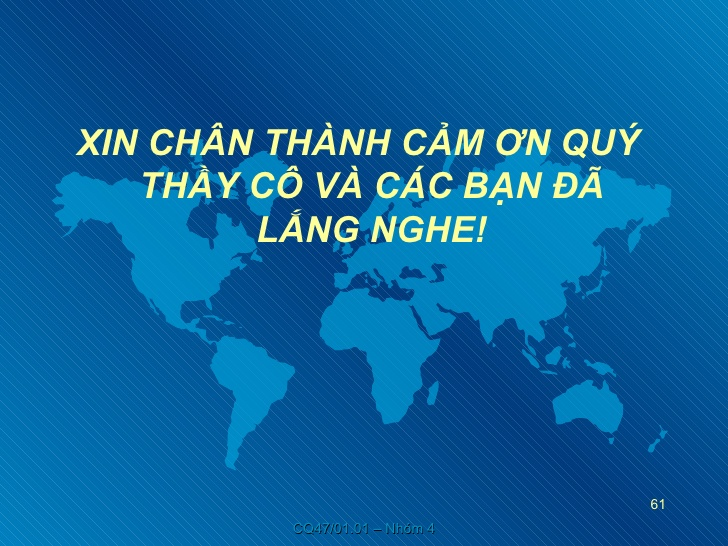 XIN CHÂN THÀNH CẢM ƠN QUÝ
THẦY CÔ VÀ CÁC BẠN ĐÃ
LẮNG NGHE!
61
CQ47/01.01 – Nhóm 4